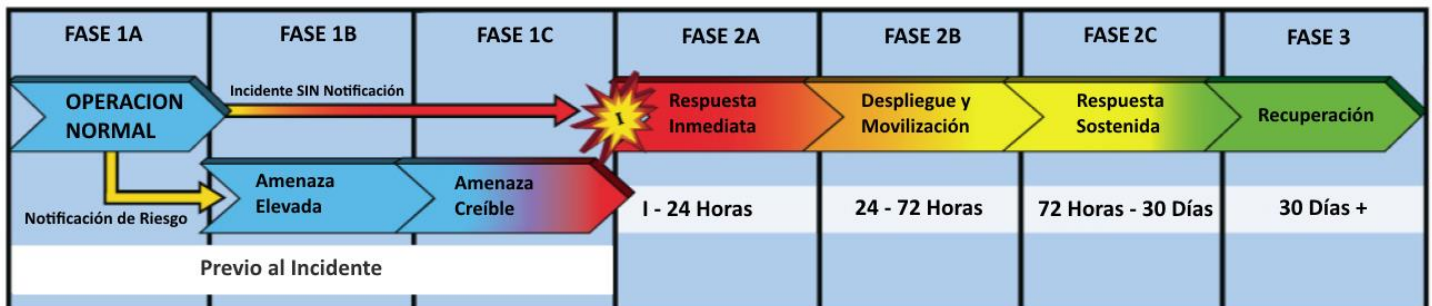 FASE 1A
FASE 1B
FASE 1C
FASE 2A
FASE 2B
FASE 2C
FASE 3
OPERACION
NORMAL
Incidente SIN Notificación
I
Respuesta
Inmediata
Despliegue y
Movilización
Respuesta
Sostenida
Recuperación
Notificación de Riesgo
Amenaza
Elevada
Amenaza
Creíble
I - 24 Horas
24 - 72 Horas
72 Horas - 30 Días
30 Días +
Previo al Incidente